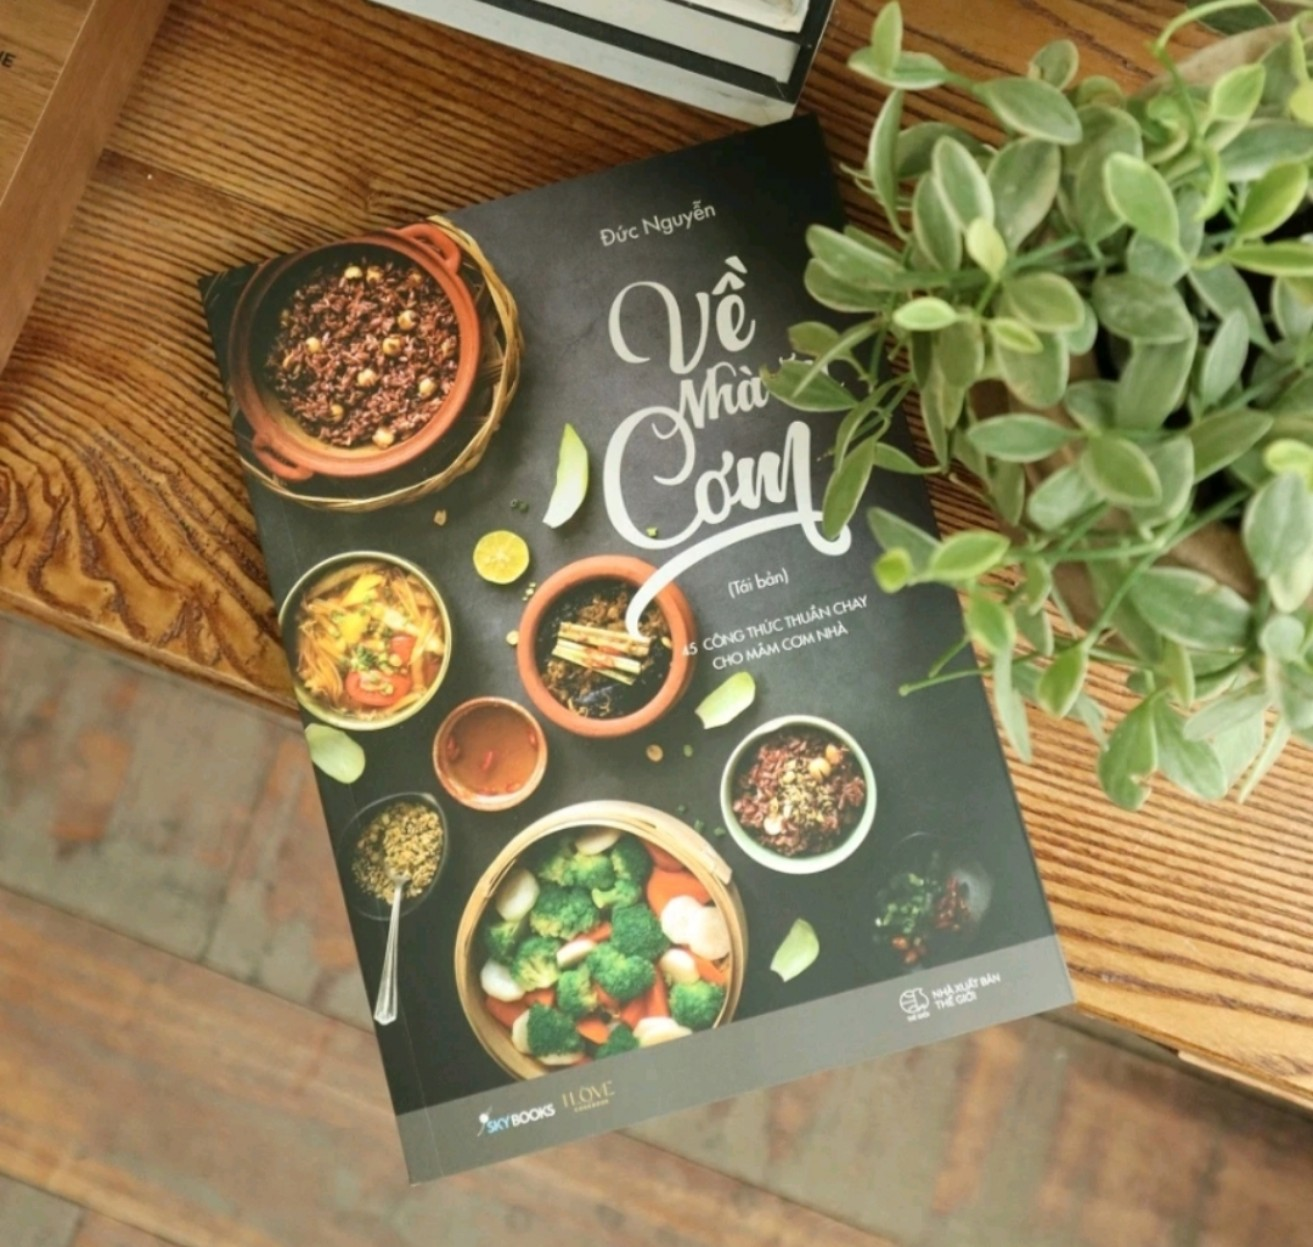 Đức Nguyễn
Về
Nhà
Cơm
(Tái bản)
45 CÔNG THỨC THUẦN CHAY
CHO MÂM CƠM NHÀ
NHÀ XUẤT BẢN
THẾ GIỚI
SKYBOOKS
I LOVE